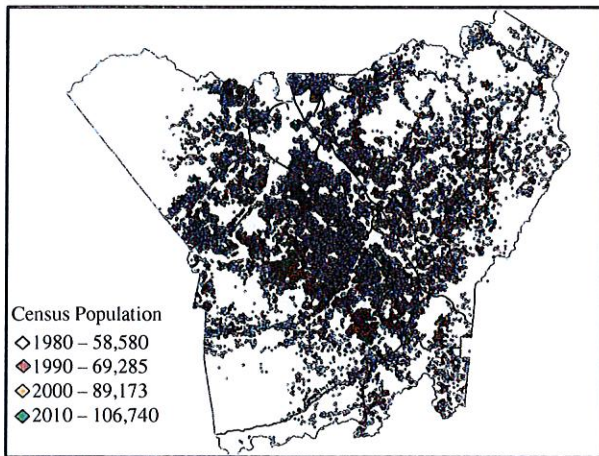 Census Population
1980 – 58,580
1990 – 69,285
2000 – 89,173
2010 – 106,740